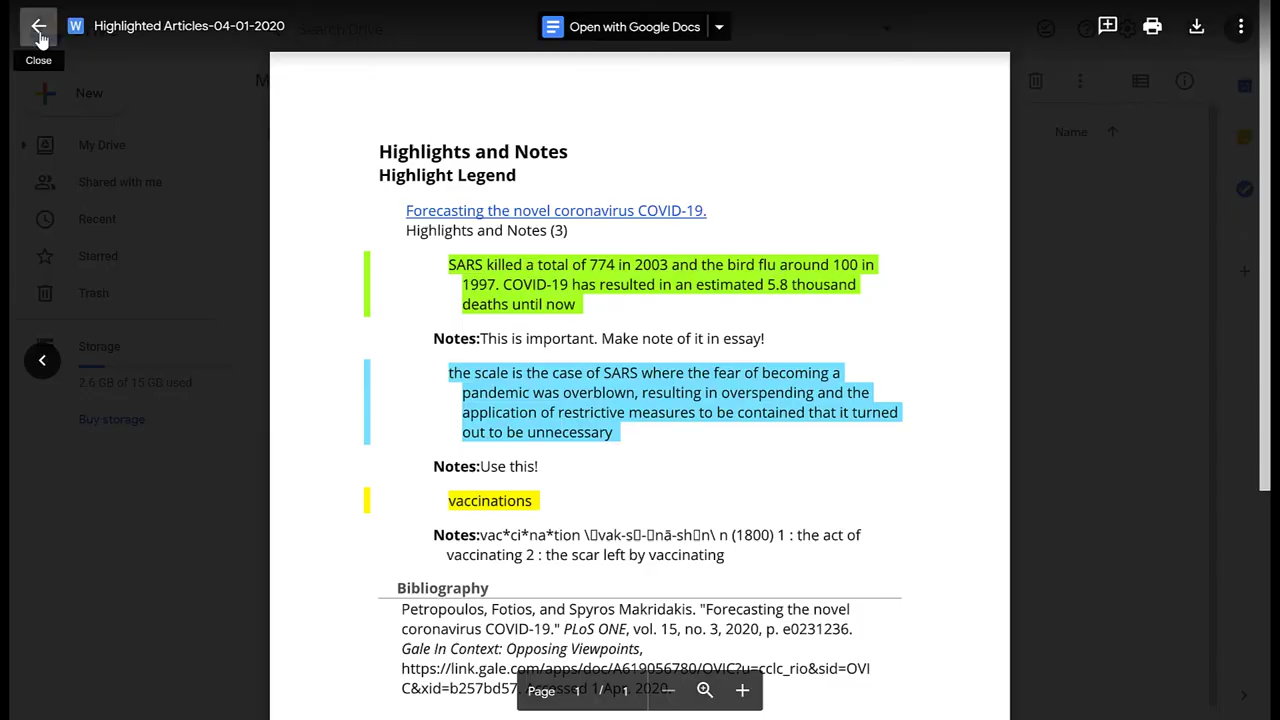 Highlighted Articles-04-01-2020
Search Drive
Open with Google Docs
Close
New
My Drive
Shared with me
Recent
Starred
Trash
Storage
2.6 GB of 15 GB used
Buy storage
Name
Highlights and Notes
Highlight Legend
Forecasting the novel coronavirus COVID-19.
Highlights and Notes (3)
SARS killed a total of 774 in 2003 and the bird flu around 100 in
1997. COVID-19 has resulted in an estimated 5.8 thousand
deaths until now
Notes:This is important. Make note of it in essay!
the scale is the case of SARS where the fear of becoming a
pandemic was overblown, resulting in overspending and the
application of restrictive measures to be contained that it turned
out to be unnecessary
Notes:Use this!
vaccinations
Notes:vac*ci*na*tion \▯vak-s▯-▯nā-sh▯n\ n (1800) 1 : the act of
vaccinating 2 : the scar left by vaccinating
Bibliography
Petropoulos, Fotios, and Spyros Makridakis. "Forecasting the novel
coronavirus COVID-19." PLoS ONE, vol. 15, no. 3, 2020, p. e0231236.
Gale In Context: Opposing Viewpoints,
https://link.gale.com/apps/doc/A619056780/OVIC?u=cclc_rio&sid=OVI
C&xid=b257bd57. Accessed 1 Apr. 2020.
Page 1 / 1